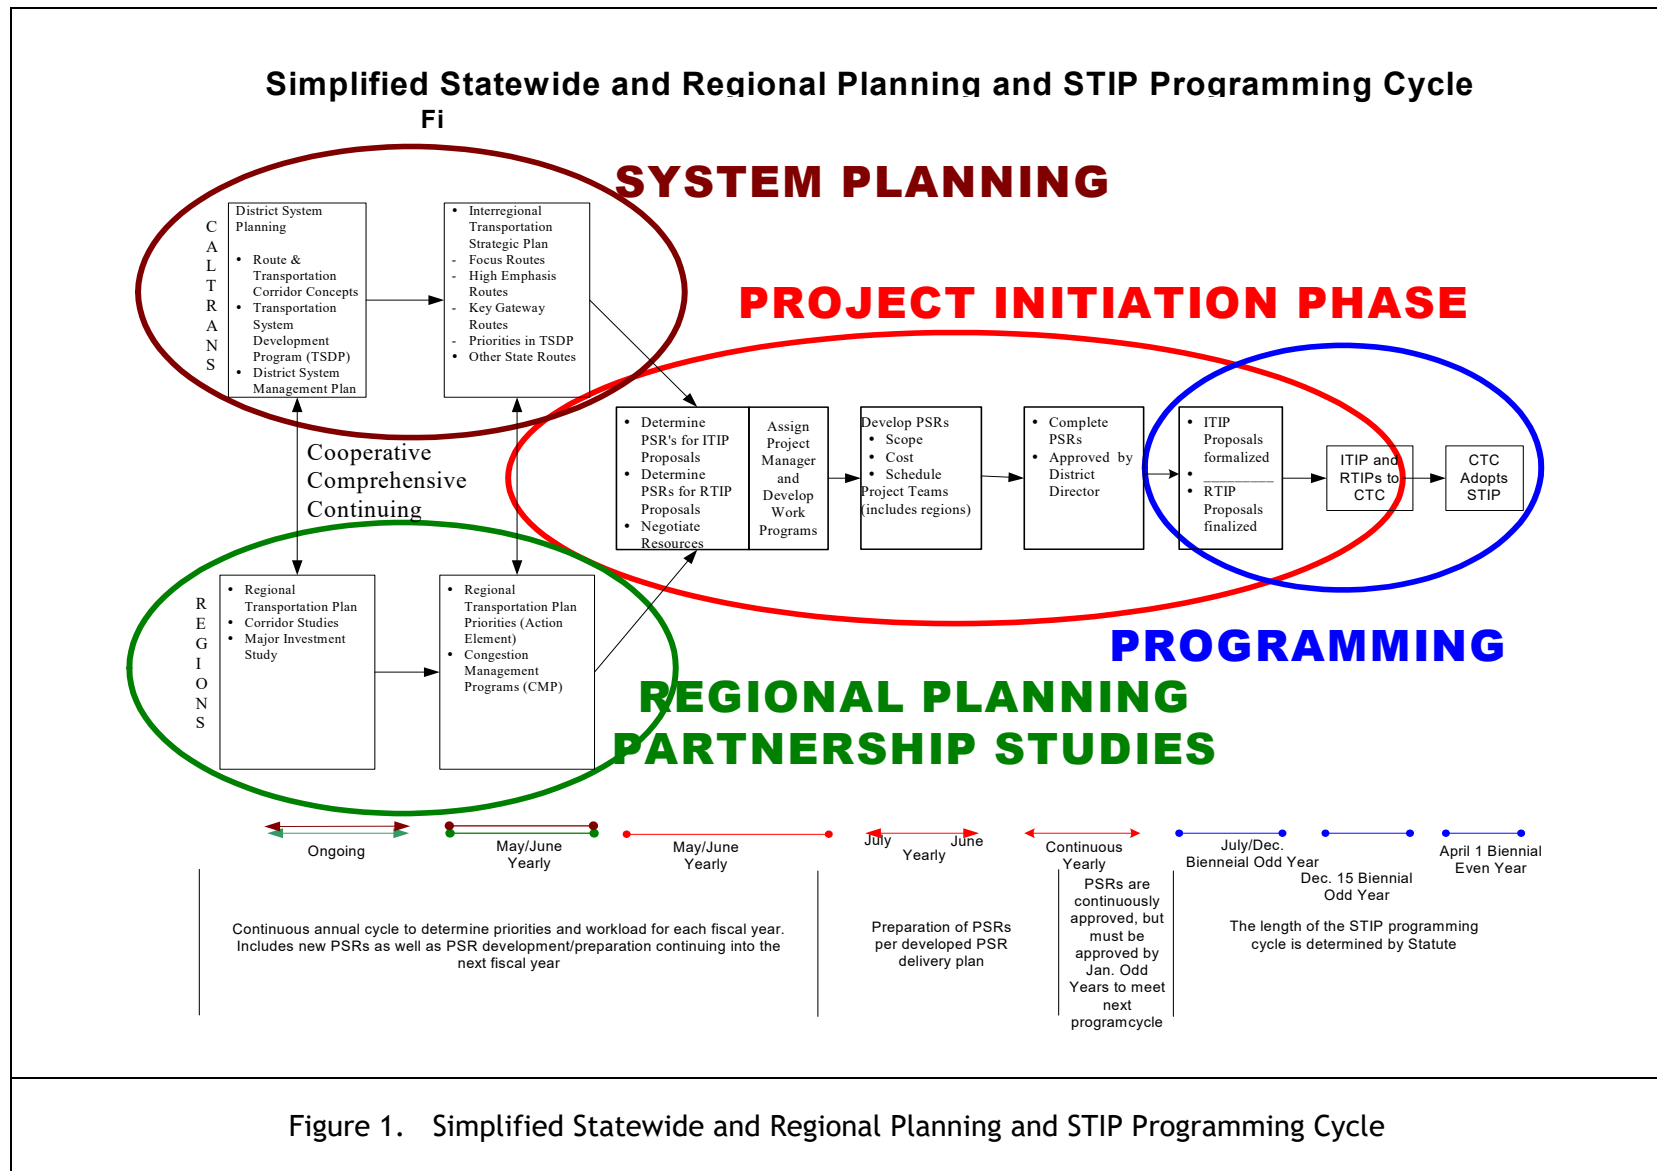 Simplified Statewide and Regional Planning and STIP Programming Cycle
Fi
SYSTEM PLANNING
CALTRANS
District System
Planning
• Route &
Transportation
Corridor Concepts
• Transportation
System
Development
Program (TSDP)
• District System
Management Plan
• Interregional
Transportation
Strategic Plan
- Focus Routes
- High Emphasis
Routes
- Key Gateway
Routes
- Priorities in TSDP
• Other State Routes
PROJECT INITIATION PHASE
Cooperative
Comprehensive
Continuing
• Determine
PSR's for ITIP
Proposals
• Determine
PSRs for RTIP
Proposals
• Negotiate
Resources
Assign
Project
Manager
and
Develop
Work
Programs
Develop PSRs
• Scope
• Cost
• Schedule
Project Teams
(includes regions)
• Complete
PSRs
• Approved by
District
Director
• ITIP
Proposals
formalized
• _________
• RTIP
Proposals
finalized
ITIP and
RTIPs to
CTC
CTC
Adopts
STIP
REGIONS
• Regional
Transportation Plan
• Corridor Studies
• Major Investment
Study
• Regional
Transportation Plan
Priorities (Action
Element)
• Congestion
Management
Programs (CMP)
PROGRAMMING
REGIONAL PLANNING
PARTNERSHIP STUDIES
Ongoing
May/June
Yearly
May/June
Yearly
July June
Yearly
Continuous
Yearly
July/Dec.
Bienneial Odd Year
Dec. 15 Biennial
Odd Year
April 1 Biennial
Even Year
Continuous annual cycle to determine priorities and workload for each fiscal year.
Includes new PSRs as well as PSR development/preparation continuing into the
next fiscal year
Preparation of PSRs
per developed PSR
delivery plan
PSRs are
continuously
approved, but
must be
approved by
Jan. Odd
Years to meet
next
programcycle
The length of the STIP programming
cycle is determined by Statute
Figure 1. Simplified Statewide and Regional Planning and STIP Programming Cycle